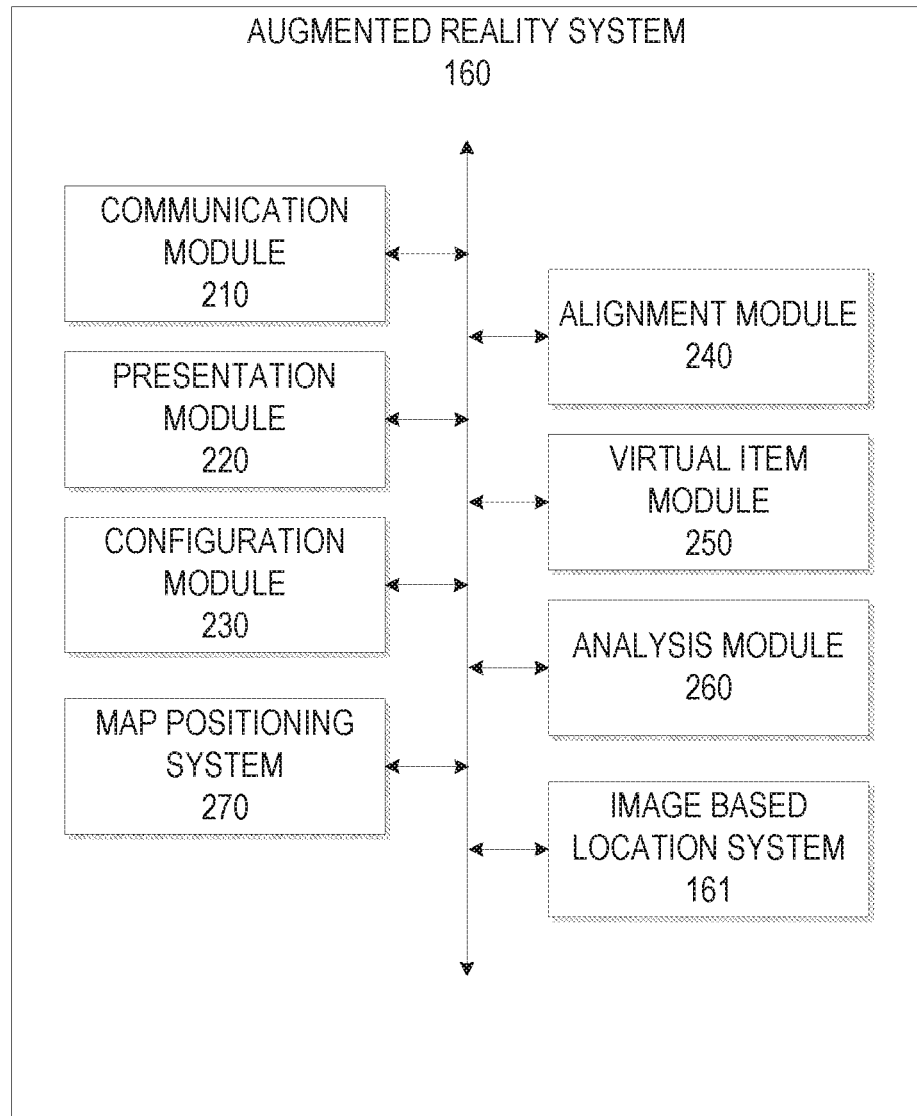 AUGMENTED REALITY SYSTEM
160
COMMUNICATION
MODULE
210
PRESENTATION
MODULE
220
CONFIGURATION
MODULE
230
MAP POSITIONING
SYSTEM
270
ALIGNMENT MODULE
240
VIRTUAL ITEM
MODULE
250
ANALYSIS MODULE
260
IMAGE BASED
LOCATION SYSTEM
161